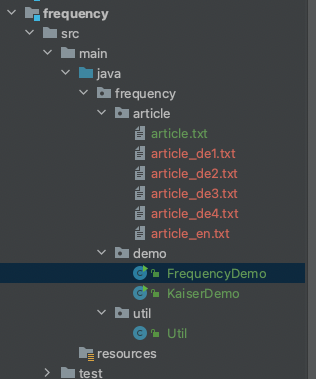 frequency
src
main
java
frequency
article
article.txt
article_de1.txt
article_de2.txt
article_de3.txt
article_de4.txt
article_en.txt
demo
FrequencyDemo
KaiserDemo
util
Util
resources
test